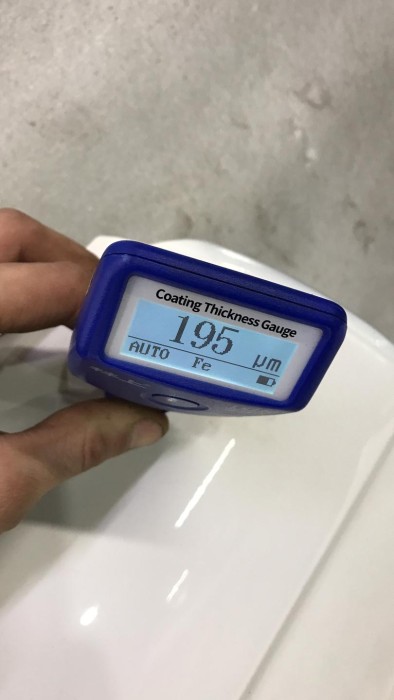 Coating Thickness Gauge
195 μm
AUTO Fe